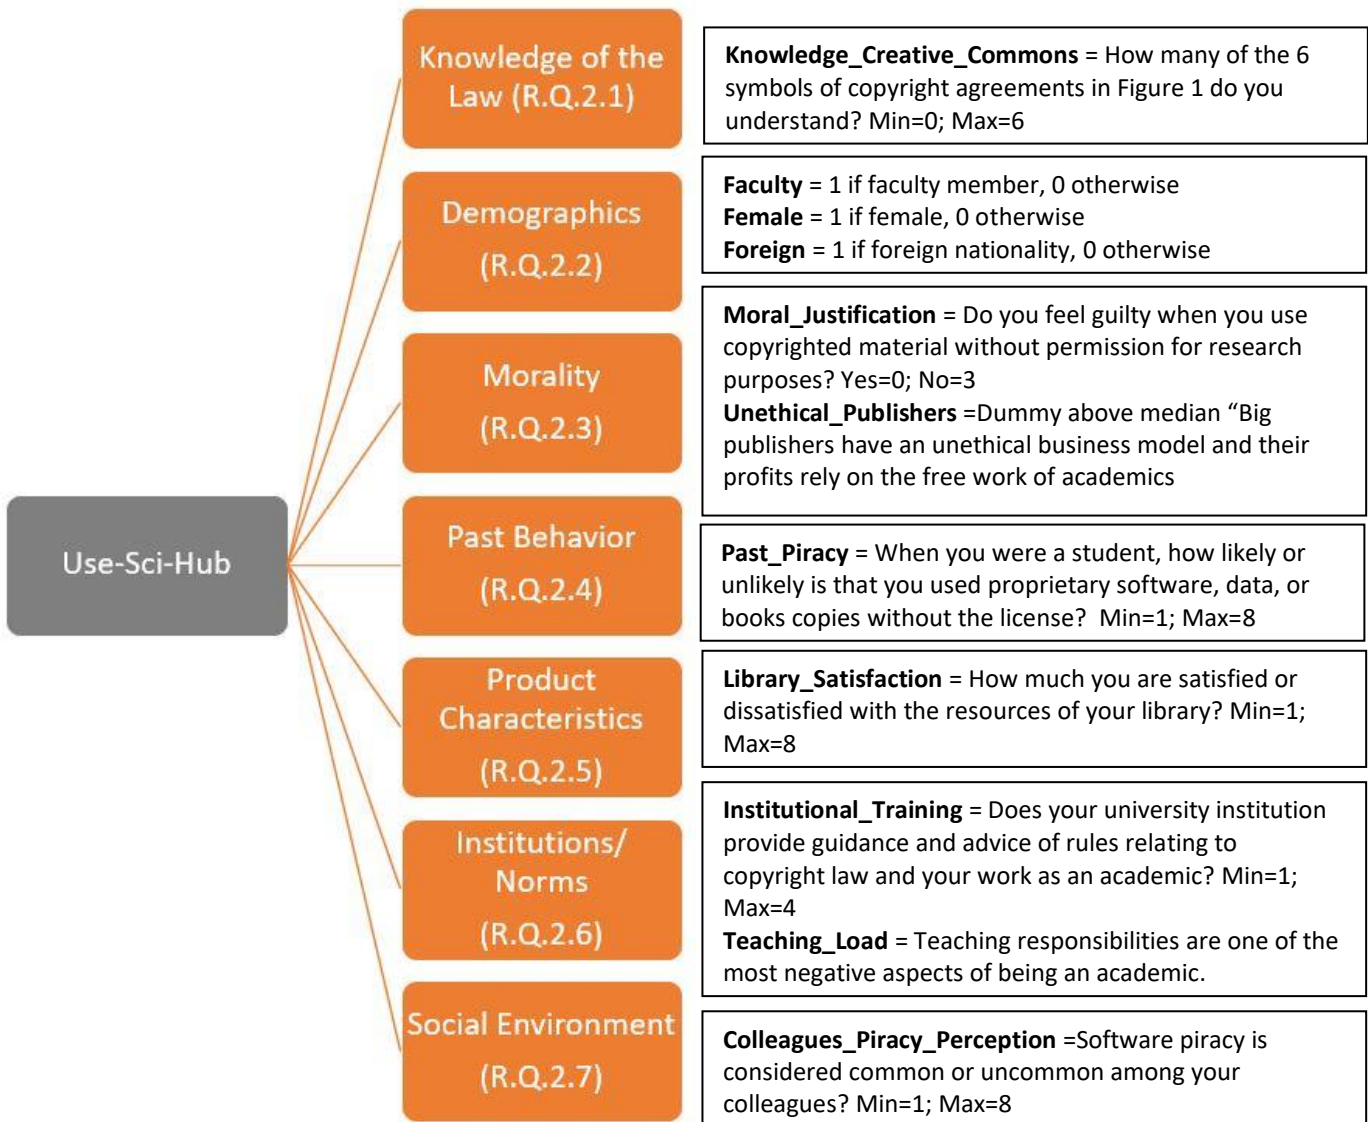 Knowledge of the
Law (R.Q.2.1)
Knowledge_Creative_Commons = How many of the 6
symbols of copyright agreements in Figure 1 do you
understand? Min=0; Max=6
Demographics
(R.Q.2.2)
Faculty = 1 if faculty member, 0 otherwise
Female = 1 if female, 0 otherwise
Foreign = 1 if foreign nationality, 0 otherwise
Morality
(R.Q.2.3)
Moral_Justification = Do you feel guilty when you use
copyrighted material without permission for research
purposes? Yes=0; No=3
Unethical_Publishers =Dummy above median “Big
publishers have an unethical business model and their
profits rely on the free work of academics
Use-Sci-Hub
Past Behavior
(R.Q.2.4)
Past_Piracy = When you were a student, how likely or
unlikely is that you used proprietary software, data, or
books copies without the license?  Min=1; Max=8
Product
Characteristics
(R.Q.2.5)
Library_Satisfaction = How much you are satisfied or
dissatisfied with the resources of your library? Min=1;
Max=8
Institutions/
Norms
(R.Q.2.6)
Institutional_Training = Does your university institution
provide guidance and advice of rules relating to
copyright law and your work as an academic? Min=1;
Max=4
Teaching_Load = Teaching responsibilities are one of the
most negative aspects of being an academic.
Social Environment
(R.Q.2.7)
Colleagues_Piracy_Perception =Software piracy is
considered common or uncommon among your
colleagues? Min=1; Max=8